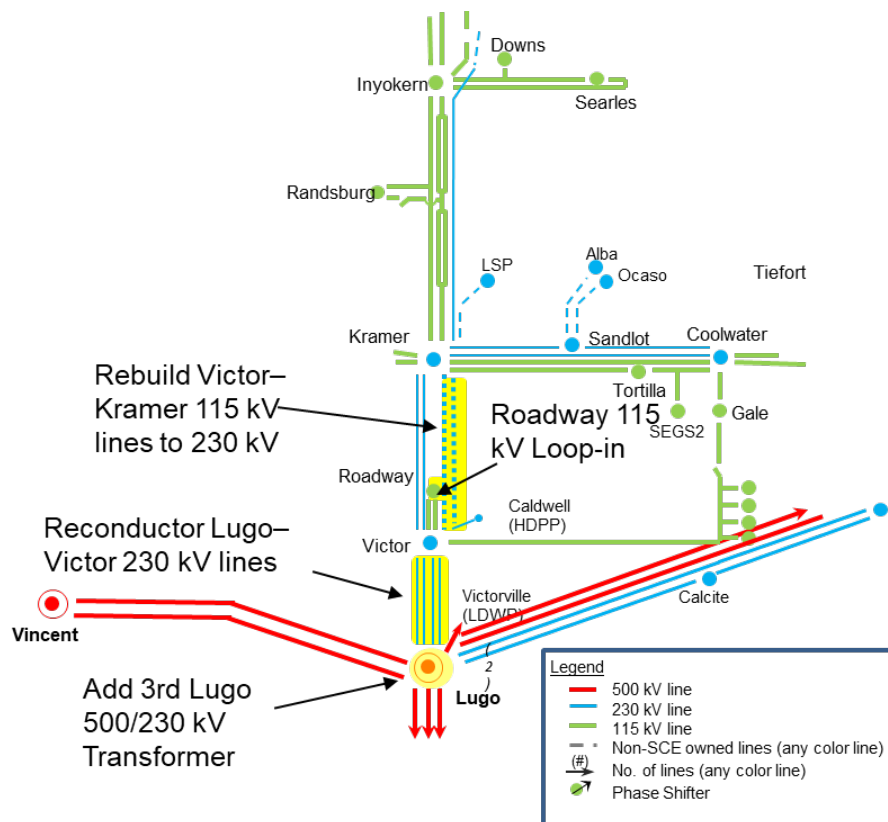 Downs
Inyokern
Searles
Randsburg
LSP
Alba
Ocaso
Tiefort
Kramer
Sandlot
Coolwater
Rebuild Victor–
Kramer 115 kV
lines to 230 kV
Tortilla
Roadway 115
kV Loop-in
SEGS2
Gale
Roadway
Caldwell
(HDPP)
Reconductor Lugo–
Victor 230 kV lines
Victor
Victorville
(LDWP)
Calcite
Vincent
(2)
Lugo
Add 3rd Lugo
500/230 kV
Transformer
Legend
500 kV line
230 kV line
115 kV line
Non-SCE owned lines (any color line)
(#)
No. of lines (any color line)
Phase Shifter